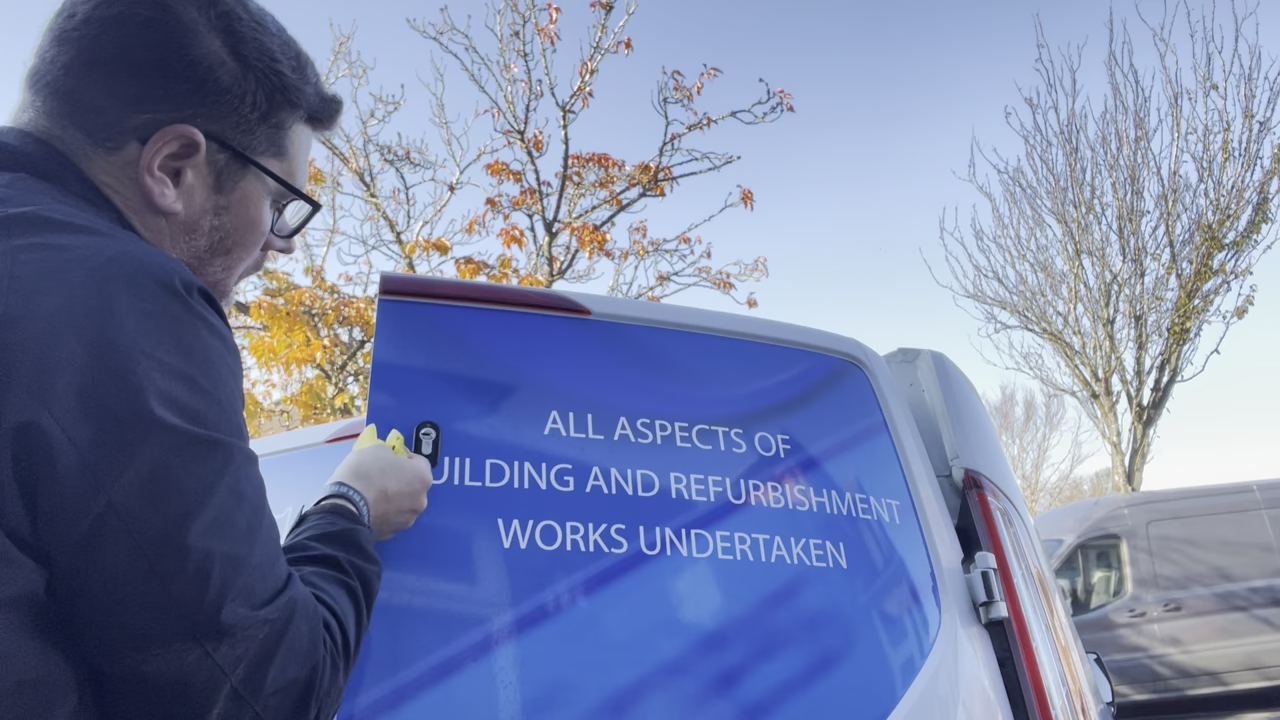 ALL ASPECTS OF
UILDING AND REFURBISHMENT
WORKS UNDERTAKEN